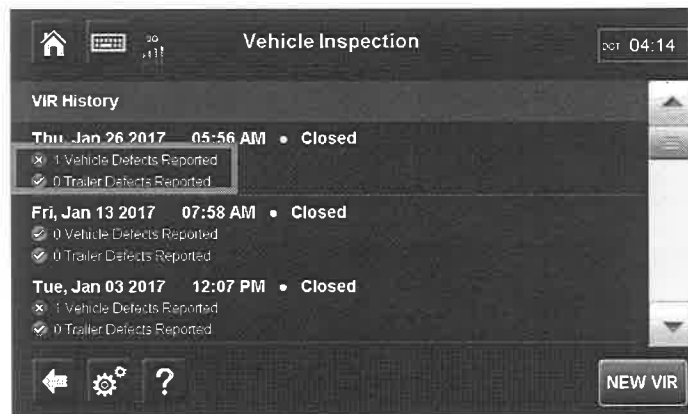 2G
Vehicle Inspection
DCT 04:14
VIR History
Thu, Jan 26 2017 05:56 AM • Closed
1 Vehicle Defects Reported
0 Trailer Defects Reported
Fri, Jan 13 2017 07:58 AM • Closed
0 Vehicle Defects Reported
0 Trailer Defects Reported
Tue, Jan 03 2017 12:07 PM • Closed
1 Vehicle Defects Reported
0 Trailer Defects Reported
?
NEW VIR